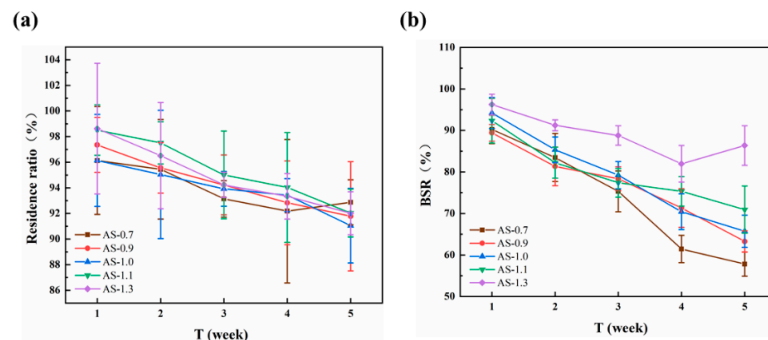 (a)
104
102
100
98
96
94
92
90
88
86
Residence ratio（%）
AS-0.7
AS-0.9
AS-1.0
AS-1.1
AS-1.3
1 2 3 4 5
T (week)
(b)
110
100
90
80
70
60
50
BSR（%）
AS-0.7
AS-0.9
AS-1.0
AS-1.1
AS-1.3
1 2 3 4 5
T (week)